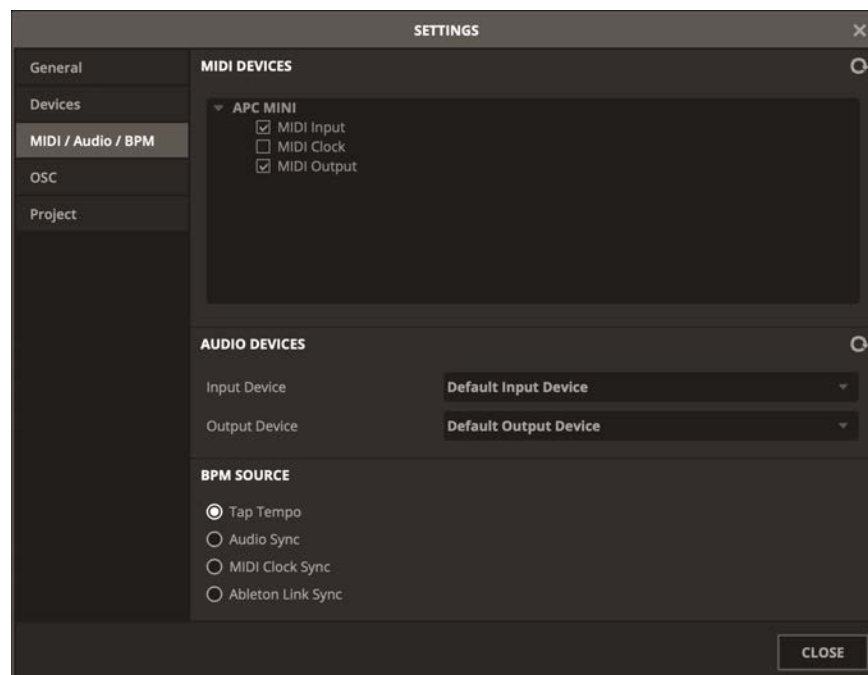 SETTINGS
General
Devices
MIDI / Audio / BPM
OSC
Project
MIDI DEVICES
APC MINI
MIDI Input
MIDI Clock
MIDI Output
AUDIO DEVICES
Input Device Default Input Device
Output Device Default Output Device
BPM SOURCE
Tap Tempo
Audio Sync
MIDI Clock Sync
Ableton Link Sync
CLOSE